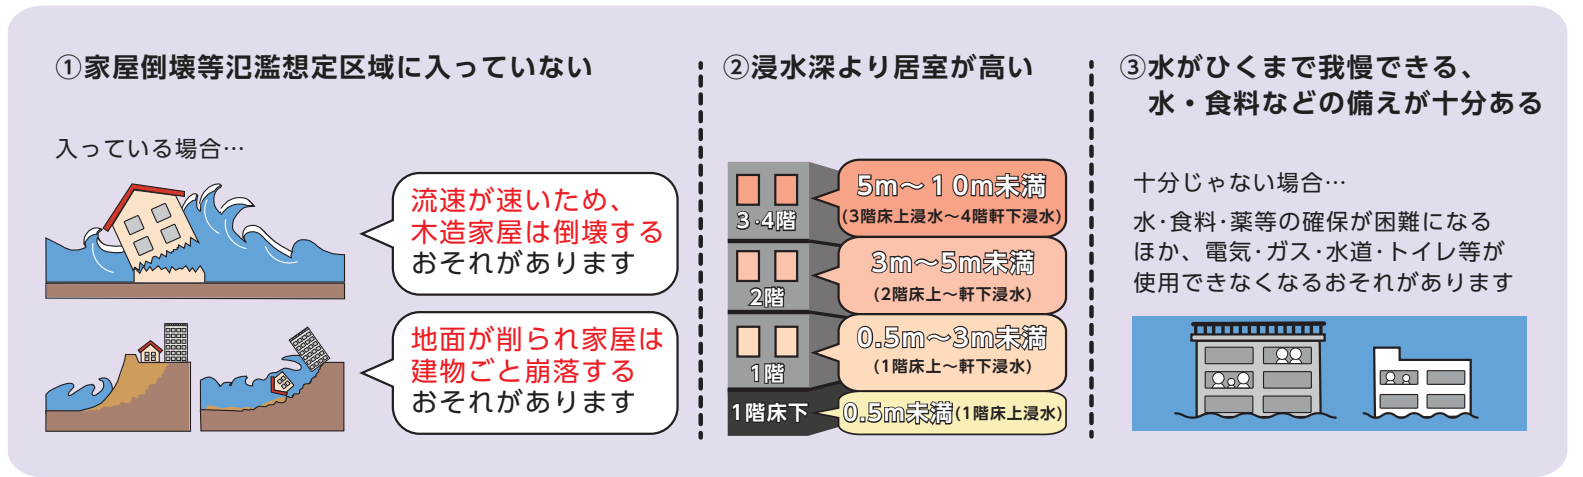 ①家屋倒壊等氾濫想定区域に入っていない
入っている場合…
流速が速いため、
木造家屋は倒壊する
おそれがあります
地面が削られ家屋は
建物ごと崩落する
おそれがあります
②浸水深より居室が高い
3・4階
5m〜10m未満
(3階床上浸水〜4階軒下浸水)
2階
3m〜5m未満
(2階床上〜軒下浸水)
1階
0.5m〜3m未満
(1階床上〜軒下浸水)
1階床下
0.5m未満(1階床上浸水)
③水がひくまで我慢できる、
水・食料などの備えが十分ある
十分じゃない場合…
水・食料・薬等の確保が困難になる
ほか、電気・ガス・水道・トイレ等が
使用できなくなるおそれがあります